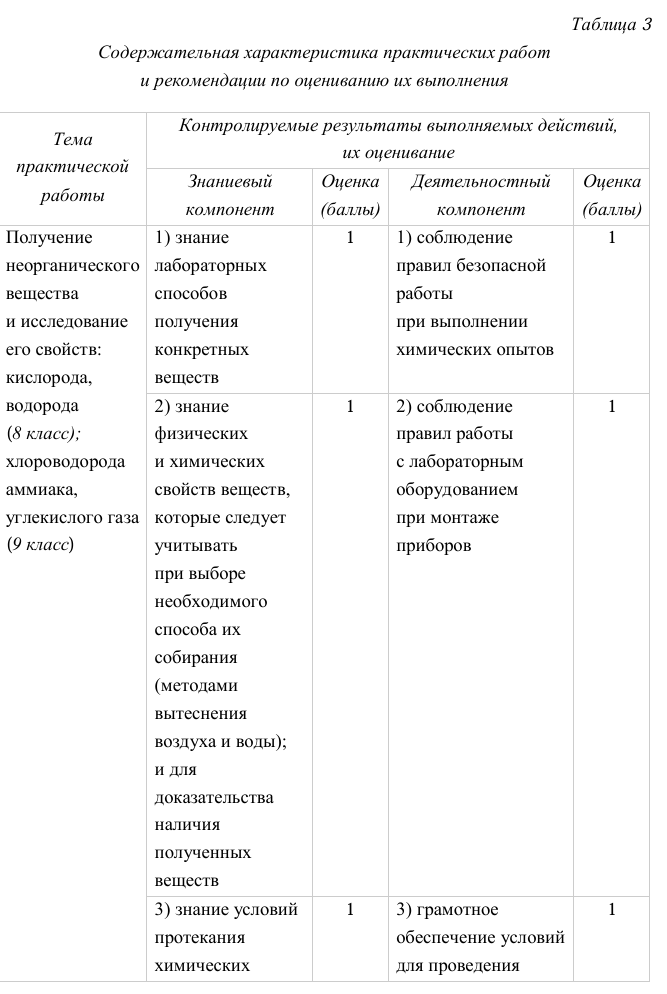 Таблица 3
Содержательная характеристика практических работ
и рекомендации по оцениванию их выполнения
Тема
практической
работы
Контролируемые результаты выполняемых действий,
их оценивание
Знаниевый
компонент
Оценка
(баллы)
Деятельностный
компонент
Оценка
(баллы)
Получение
неорганического
вещества
и исследование
его свойств:
кислорода,
водорода
(8 класс);
хлороводорода
аммиака,
углекислого газа
(9 класс)
1) знание
лабораторных
способов
получения
конкретных
веществ
1
1) соблюдение
правил безопасной
работы
при выполнении
химических опытов
1
2) знание
физических
и химических
свойств веществ,
которые следует
учитывать
при выборе
необходимого
способа их
собирания
(методами
вытеснения
воздуха и воды);
и для
доказательства
наличия
полученных
веществ
1
2) соблюдение
правил работы
с лабораторным
оборудованием
при монтаже
приборов
1
3) знание условий
протекания
химических
1
3) грамотное
обеспечение условий
для проведения
1